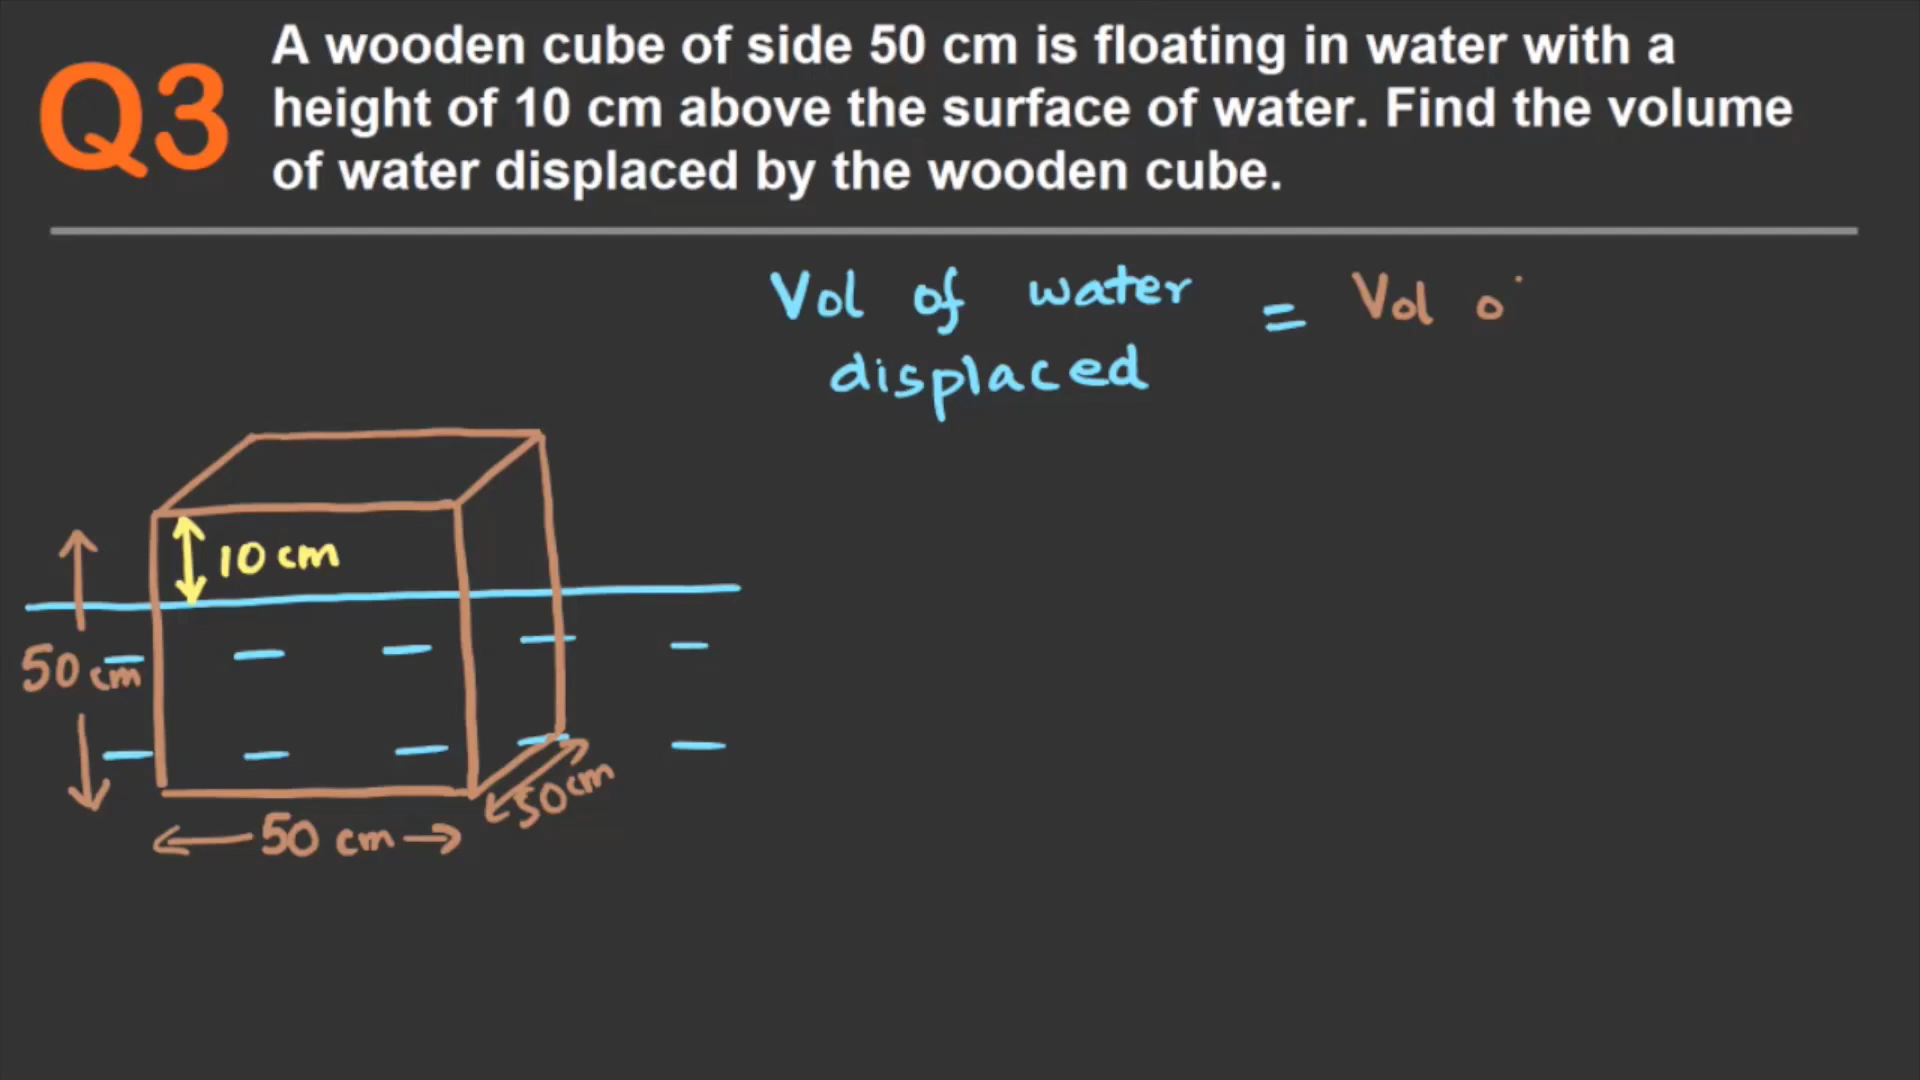 Q3
A wooden cube of side 50 cm is floating in water with a
height of 10 cm above the surface of water. Find the volume
of water displaced by the wooden cube.
Vol of water = Vol o
displaced
10 cm
50 cm
50 cm
50 cm